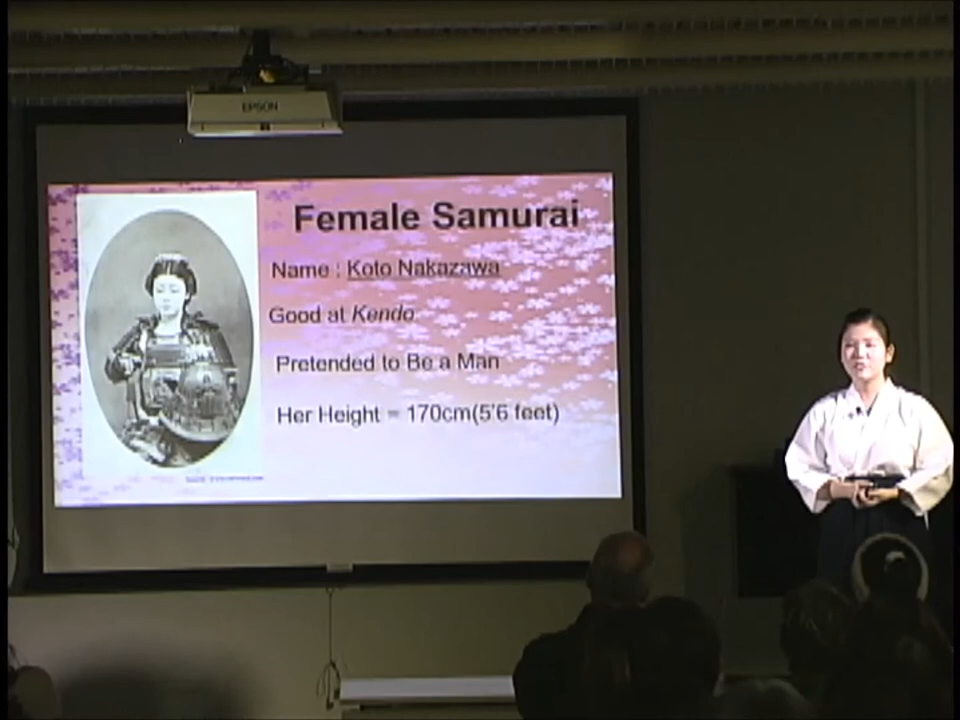 EPSON
Female Samurai
Name : Koto Nakazawa
Good at Kendo
Pretended to Be a Man
Her Height = 170cm(5'6 feet)